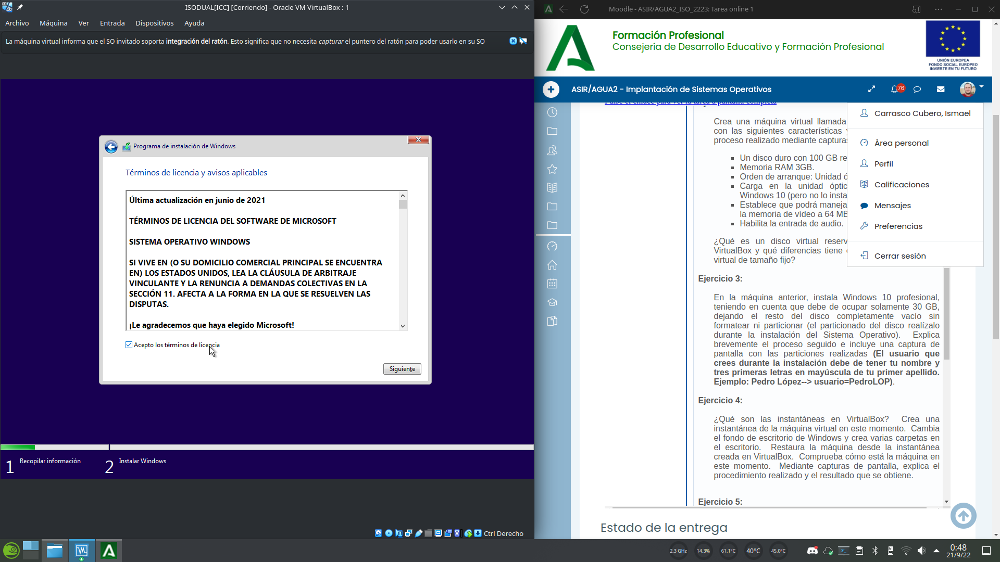 ISODUAL[ICC] [Corriendo] - Oracle VM VirtualBox : 1
Archivo Máquina Ver Entrada Dispositivos Ayuda
La máquina virtual informa que el SO invitado soporta integración del ratón. Esto significa que no necesita capturar el puntero del ratón para poder usarlo en su SO
Programa de instalación de Windows
Términos de licencia y avisos aplicables
Última actualización en junio de 2021
TÉRMINOS DE LICENCIA DEL SOFTWARE DE MICROSOFT
SISTEMA OPERATIVO WINDOWS
SI VIVE EN (O SU DOMICILIO COMERCIAL PRINCIPAL SE ENCUENTRA
EN) LOS ESTADOS UNIDOS, LEA LA CLÁUSULA DE ARBITRAJE
VINCULANTE Y LA RENUNCIA A DEMANDAS COLECTIVAS EN LA
SECCIÓN 11. AFECTA A LA FORMA EN LA QUE SE RESUELVEN LAS
DISPUTAS.
¡Le agradecemos que haya elegido Microsoft!
Acepto los términos de licencia
Siguiente
1 Recopilar información 2 Instalar Windows
Ctrl Derecho
Moodle - ASIR/AGUA2_ISO_2223: Tarea online 1
Formación Profesional
Consejería de Desarrollo Educativo y Formación Profesional
UNIÓN EUROPEA
FONDO SOCIAL EUROPEO
INVIERTE EN TU FUTURO
ASIR/AGUA2 - Implantación de Sistemas Operativos
76
Pulse el enlace para ver la tarea a pantalla completa
Carrasco Cubero, Ismael
Área personal
Perfil
Calificaciones
Mensajes
Preferencias
Cerrar sesión
Crea una máquina virtual llamada
con las siguientes características
proceso realizado mediante capturas
Un disco duro con 100 GB re
Memoria RAM 3GB.
Orden de arranque: Unidad ó
Carga en la unidad óptic
Windows 10 (pero no lo insta
Establece que podrá maneja
la memoria de vídeo a 64 MB
Habilita la entrada de audio.
¿Qué es un disco virtual reserv
VirtualBox y qué diferencias tiene
virtual de tamaño fijo?
Ejercicio 3:
En la máquina anterior, instala Windows 10 profesional,
teniendo en cuenta que debe de ocupar solamente 30 GB,
dejando el resto del disco completamente vacío sin
formatear ni particionar (el particionado del disco realízalo
durante la instalación del Sistema Operativo). Explica
brevemente el proceso seguido e incluye una captura de
pantalla con las particiones realizadas (El usuario que
crees durante la instalación debe de tener tu nombre y
tres primeras letras en mayúscula de tu primer apellido.
Ejemplo: Pedro López--> usuario=PedroLOP).
Ejercicio 4:
¿Qué son las instantáneas en VirtualBox? Crea una
instantánea de la máquina virtual en este momento. Cambia
el fondo de escritorio de Windows y crea varias carpetas en
el escritorio. Restaura la máquina desde la instantánea
creada en VirtualBox. Comprueba cómo está la máquina en
este momento. Mediante capturas de pantalla, explica el
procedimiento realizado y el resultado que se obtiene.
Ejercicio 5:
Estado de la entrega
2,3 GHz 14,3% 61,1°C 40°C 45,0°C
0:48
21/9/22